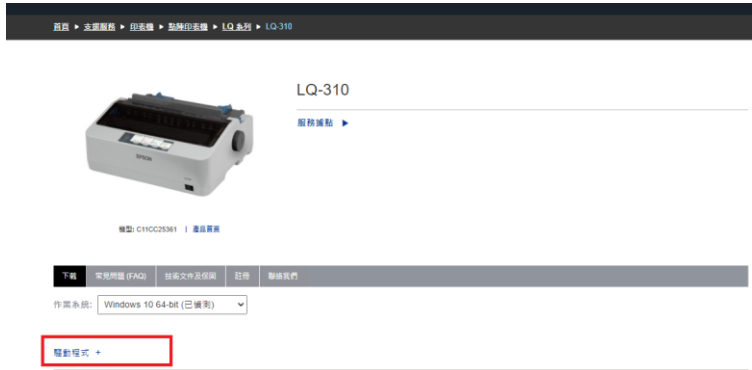 首頁 ▸ 支援服務 ▸ 印表機 ▸ 點陣印表機 ▸ LQ 系列 ▸ LQ-310
LQ-310
服務據點 ▸
EPSON
機型: C11CC25361 | 產品首頁
下載 常見問題 (FAQ) 技術文件及保固 註冊 聯絡我們
作業系統: Windows 10 64-bit (已偵測)
驅動程式 +